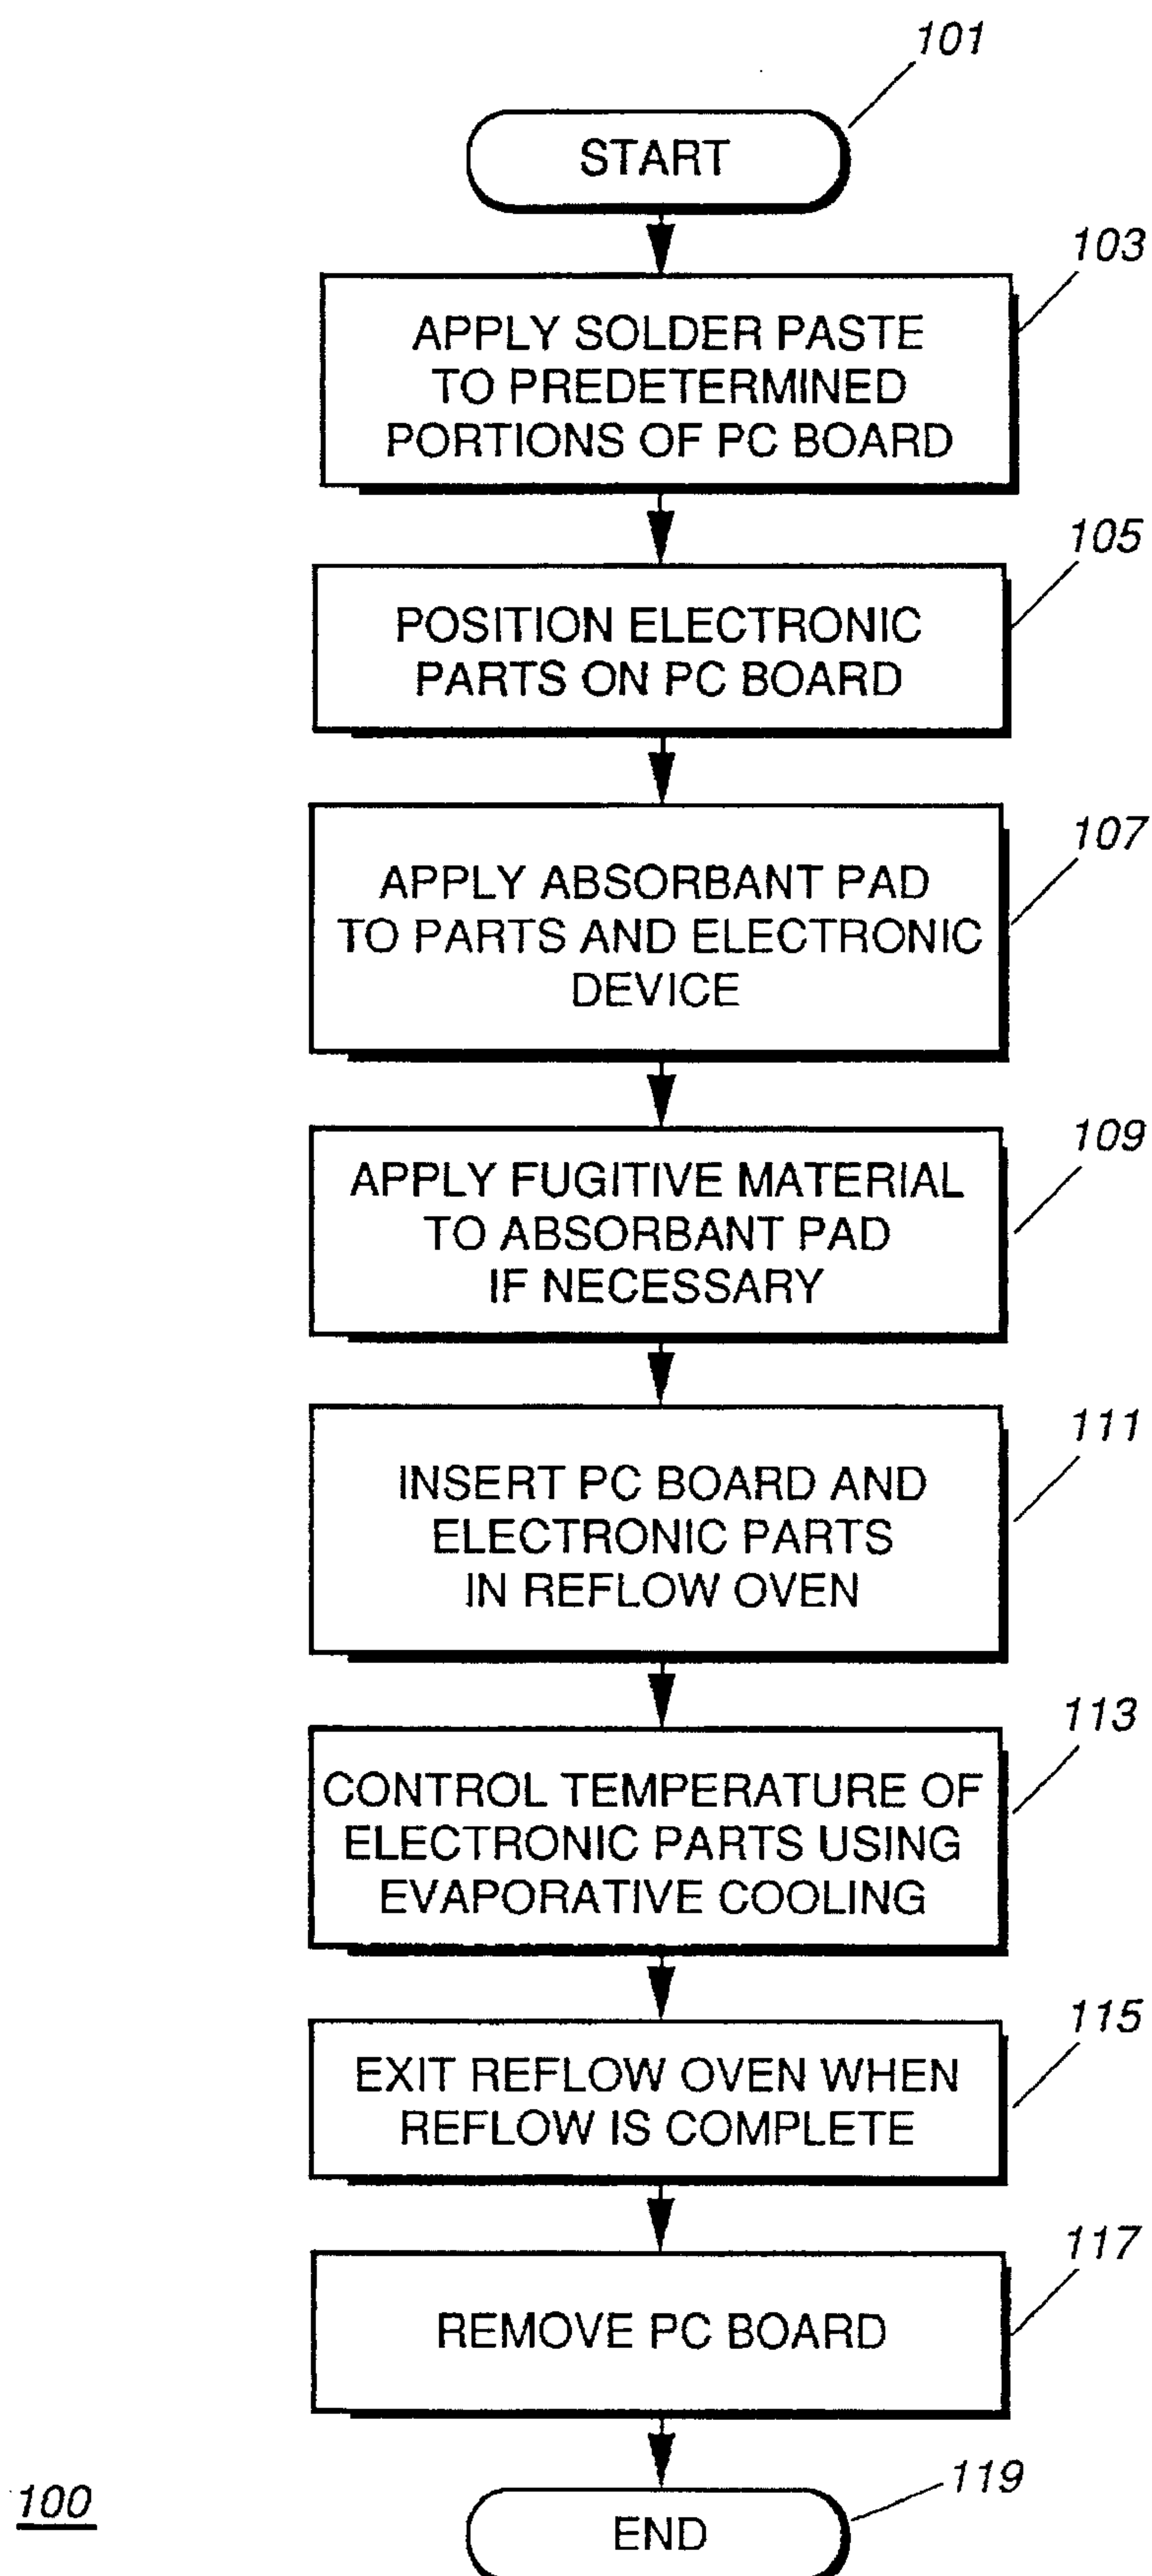 101
START
103
APPLY SOLDER PASTE
TO PREDETERMINED
PORTIONS OF PC BOARD
105
POSITION ELECTRONIC
PARTS ON PC BOARD
107
APPLY ABSORBANT PAD
TO PARTS AND ELECTRONIC
DEVICE
109
APPLY FUGITIVE MATERIAL
TO ABSORBANT PAD
IF NECESSARY
111
INSERT PC BOARD AND
ELECTRONIC PARTS
IN REFLOW OVEN
113
CONTROL TEMPERATURE OF
ELECTRONIC PARTS USING
EVAPORATIVE COOLING
115
EXIT REFLOW OVEN WHEN
REFLOW IS COMPLETE
117
REMOVE PC BOARD
119
END
100